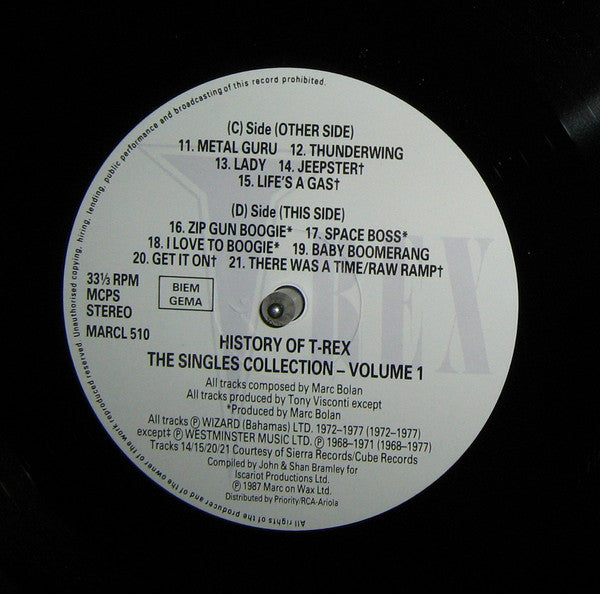 All rights of the producer and of the owner of the work reproduced reserved. Unauthorised copying, hiring, lending, public performance and broadcasting of this record prohibited.
(C) Side (OTHER SIDE)
11. METAL GURU 12. THUNDERWING
13. LADY 14. JEEPSTER†
15. LIFE'S A GAS†
(D) Side (THIS SIDE)
16. ZIP GUN BOOGIE* 17. SPACE BOSS*
18. I LOVE TO BOOGIE* 19. BABY BOOMERANG
20. GET IT ON† 21. THERE WAS A TIME/RAW RAMP†
33⅓ RPM
MCPS
STEREO
MARCL 510
BIEM
GEMA
T.REX
HISTORY OF T-REX
THE SINGLES COLLECTION – VOLUME 1
All tracks composed by Marc Bolan
All tracks produced by Tony Visconti except
*Produced by Marc Bolan
All tracks ℗ WIZARD (Bahamas) LTD. 1972–1977 (1972–1977)
except‡ ℗ WESTMINSTER MUSIC LTD. ℗ 1968–1971 (1968–1977)
Tracks 14/15/20/21 Courtesy of Sierra Records/Cube Records
Compiled by John & Shan Bramley for
Iscariot Productions Ltd.
℗ 1987 Marc on Wax Ltd.
Distributed by Priority/RCA-Ariola